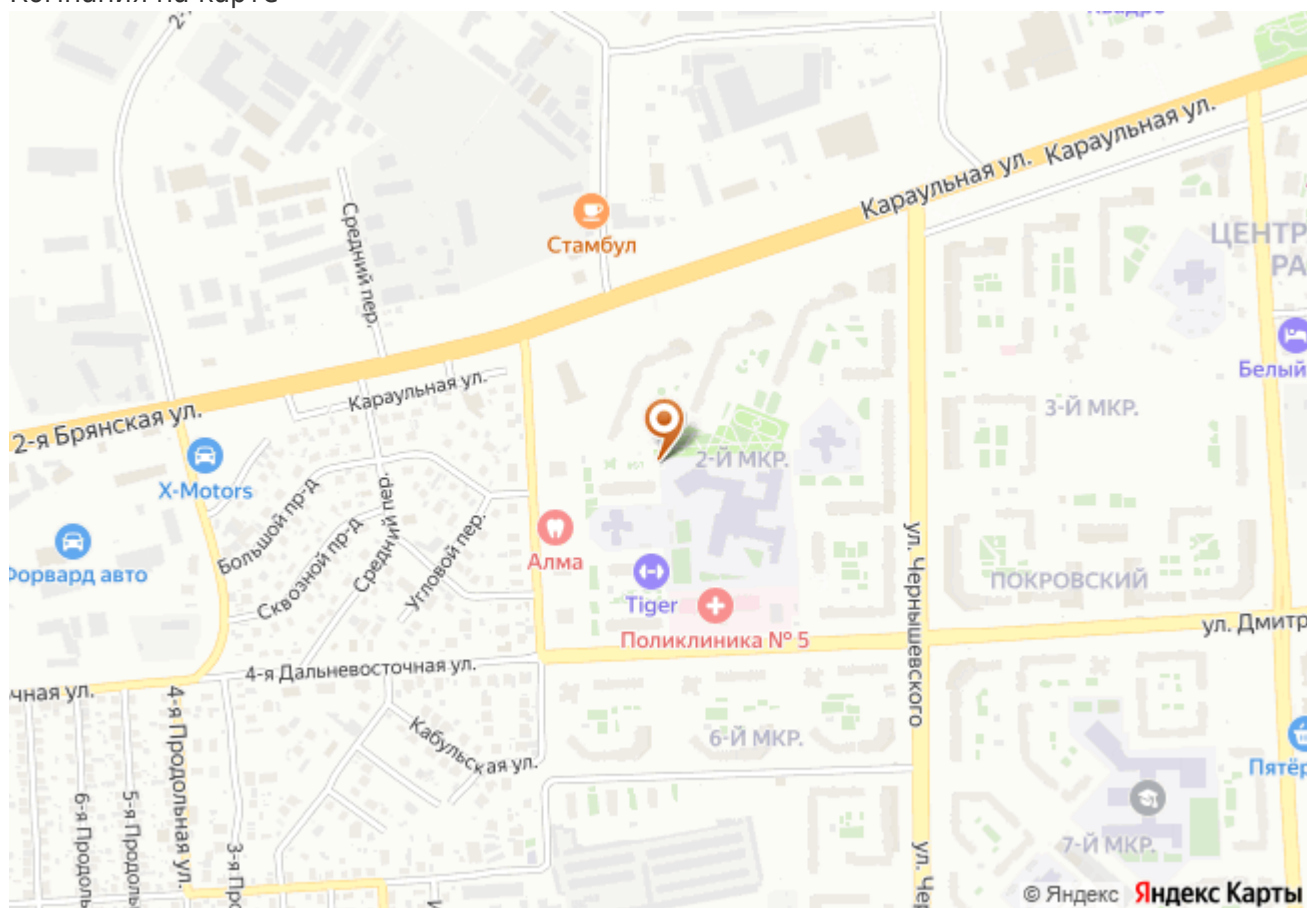 Караульная ул.
Караульная ул.
Средний пер.
Стамбул
ЦЕНТР
РА
Белый
Караульная ул.
2-я Брянская ул.
3-Й МКР.
2-Й МКР.
X-Motors
Большой пр-д
Сквозной пр-д
Средний пер.
Угловой пер.
Алма
Форвард авто
Tiger
ПОКРОВСКИЙ
ул. Чернышевского
Поликлиника № 5
ул. Дмитр
4-я Дальневосточная ул.
чная ул.
4-я Продольная ул.
Кабульская ул.
6-Й МКР.
Пятёр
6-я Продоль
5-я Продоль
3-я Про
7-Й МКР.
ул. Чер
© Яндекс Яндекс Карты